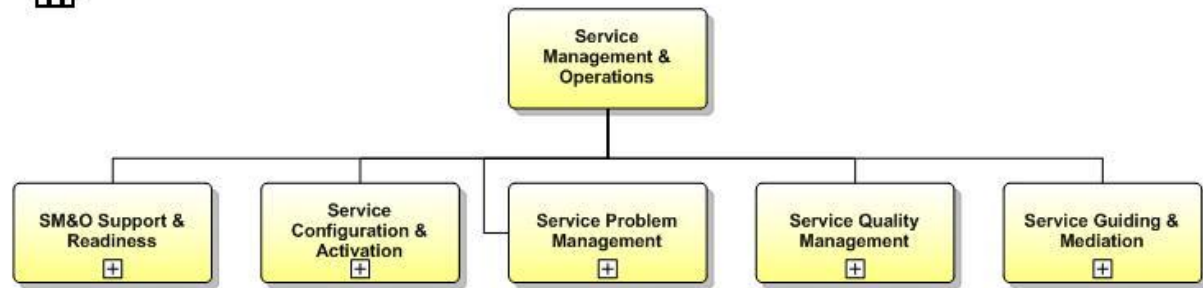 Service
Management &
Operations
SM&O Support &
Readiness
Service
Configuration &
Activation
Service Problem
Management
Service Quality
Management
Service Guiding &
Mediation